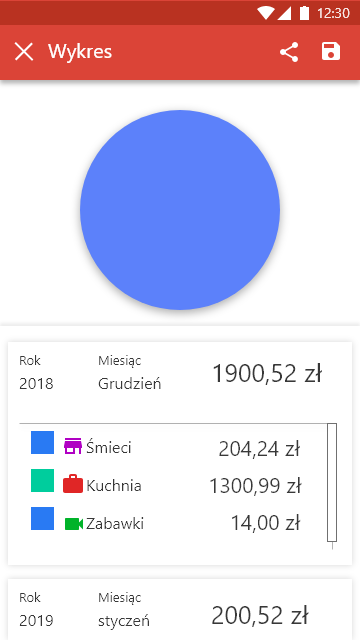 12:30
Wykres
Rok Miesiąc
2018 Grudzień 1900,52 zł
Śmieci 204,24 zł
Kuchnia 1300,99 zł
Zabawki 14,00 zł
Rok Miesiąc
2019 styczeń 200,52 zł